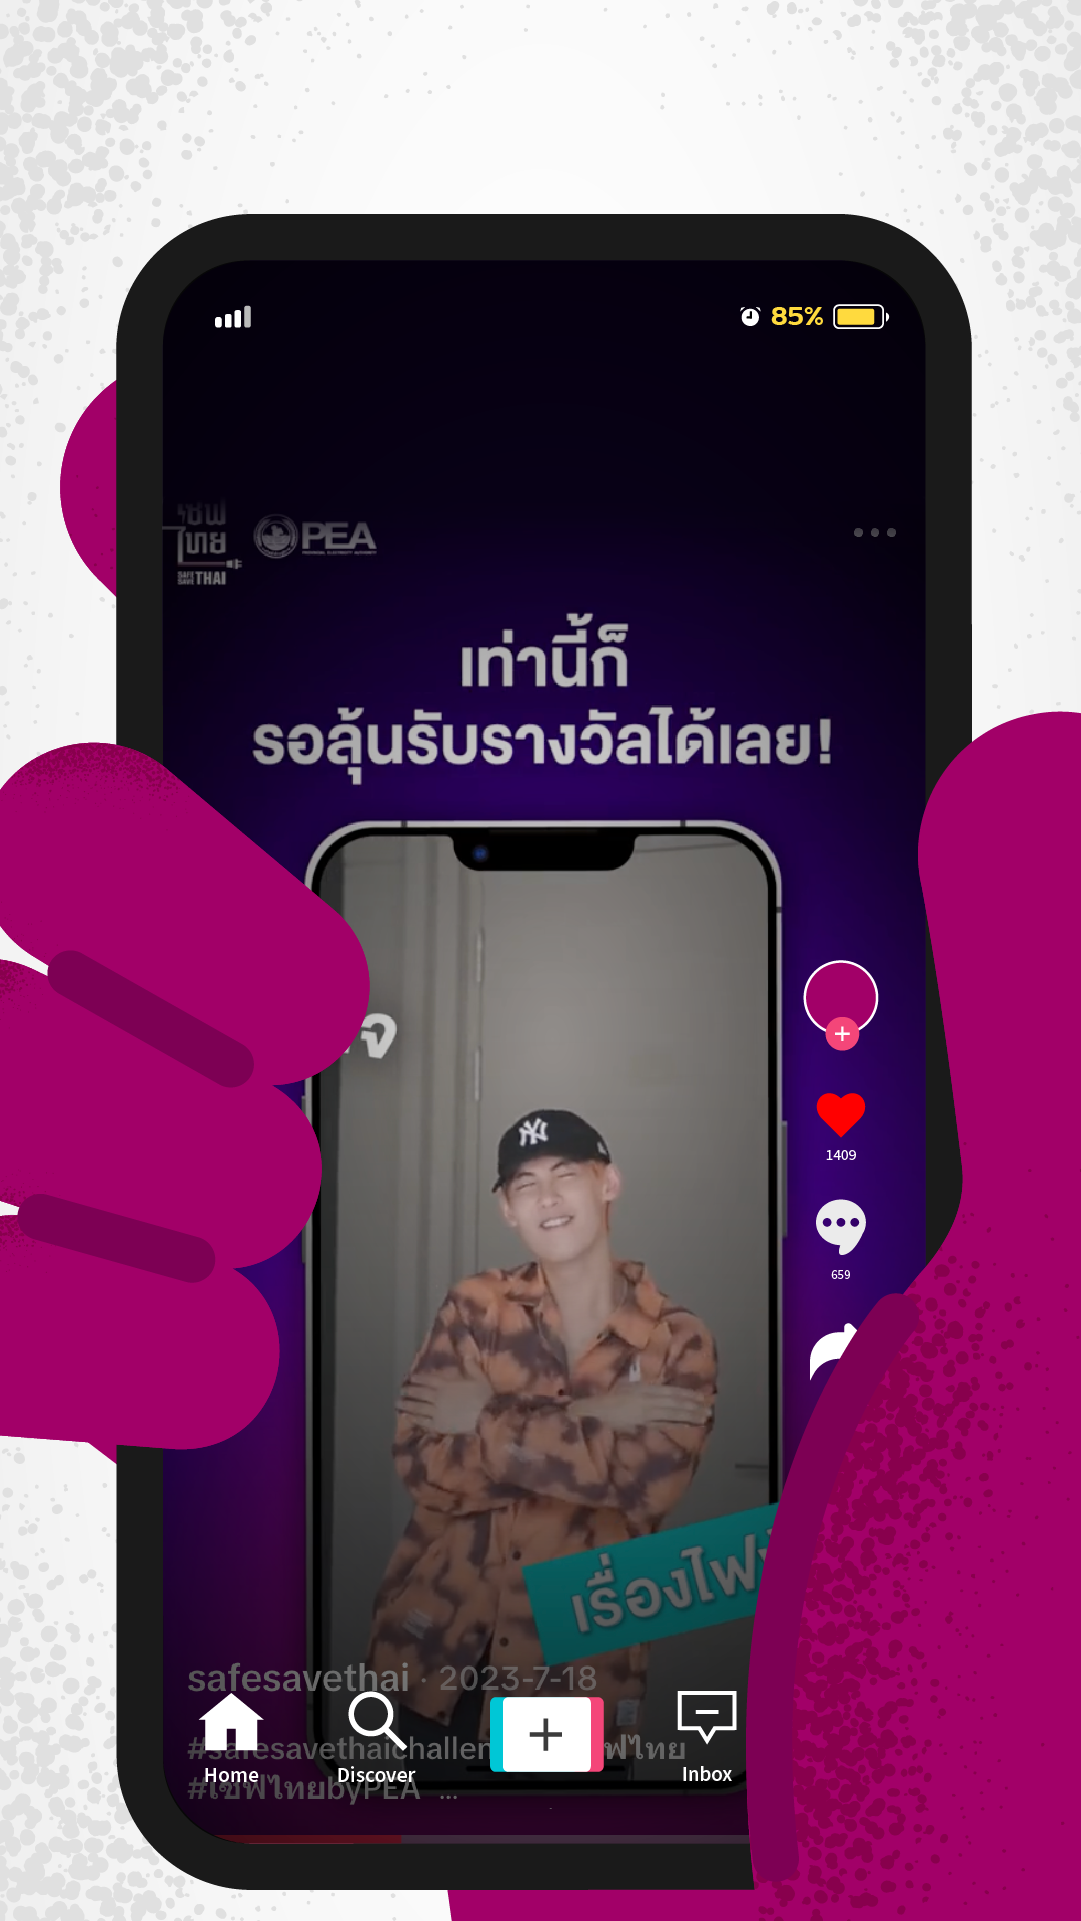 85%
เซฟ
ไทย
SAFE
SAVE THAI
PEA
เท่านี้ก็
รอลุ้นรับรางวัลได้เลย!
จ
NY
1409
659
เรื่องไฟ
safesavethai · 2023-7-18
#safesavethaichallen ฟไทย
#เซฟไทยbyPEA ...
Home
Discover
Inbox